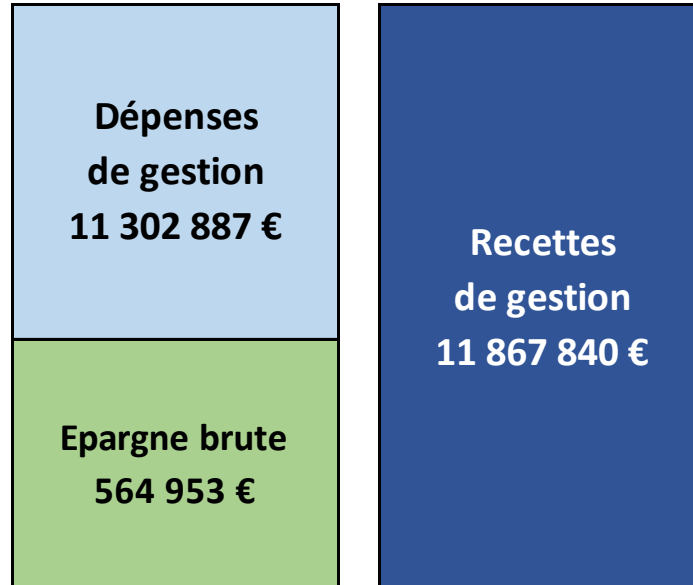 Dépenses
de gestion
11 302 887 €
Epargne brute
564 953 €
Recettes
de gestion
11 867 840 €